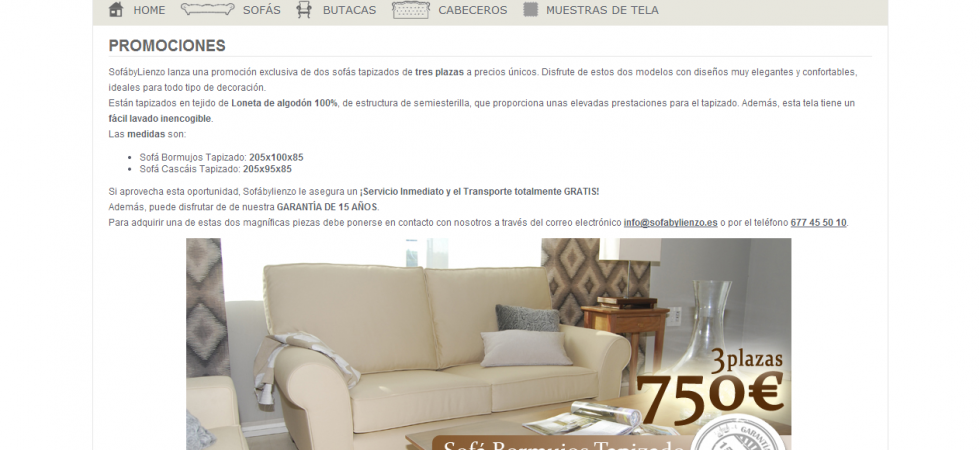 HOME SOFÁS BUTACAS CABECEROS MUESTRAS DE TELA
PROMOCIONES
SofábyLienzo lanza una promoción exclusiva de dos sofás tapizados de tres plazas a precios únicos. Disfrute de estos dos modelos con diseños muy elegantes y confortables,
ideales para todo tipo de decoración.
Están tapizados en tejido de Loneta de algodón 100%, de estructura de semiesterilla, que proporciona unas elevadas prestaciones para el tapizado. Además, esta tela tiene un
fácil lavado inencogible.
Las medidas son:
• Sofá Bormujos Tapizado: 205x100x85
• Sofá Cascáis Tapizado: 205x95x85
Si aprovecha esta oportunidad, Sofábylienzo le asegura un ¡Servicio Inmediato y el Transporte totalmente GRATIS!
Además, puede disfrutar de de nuestra GARANTÌA DE 15 AÑOS.
Para adquirir una de estas dos magníficas piezas debe ponerse en contacto con nosotros a través del correo electrónico info@sofabylienzo.es o por el teléfono 677 45 50 10.
3plazas
750€
Sofá Bormujos Tapizado
GARANTIA